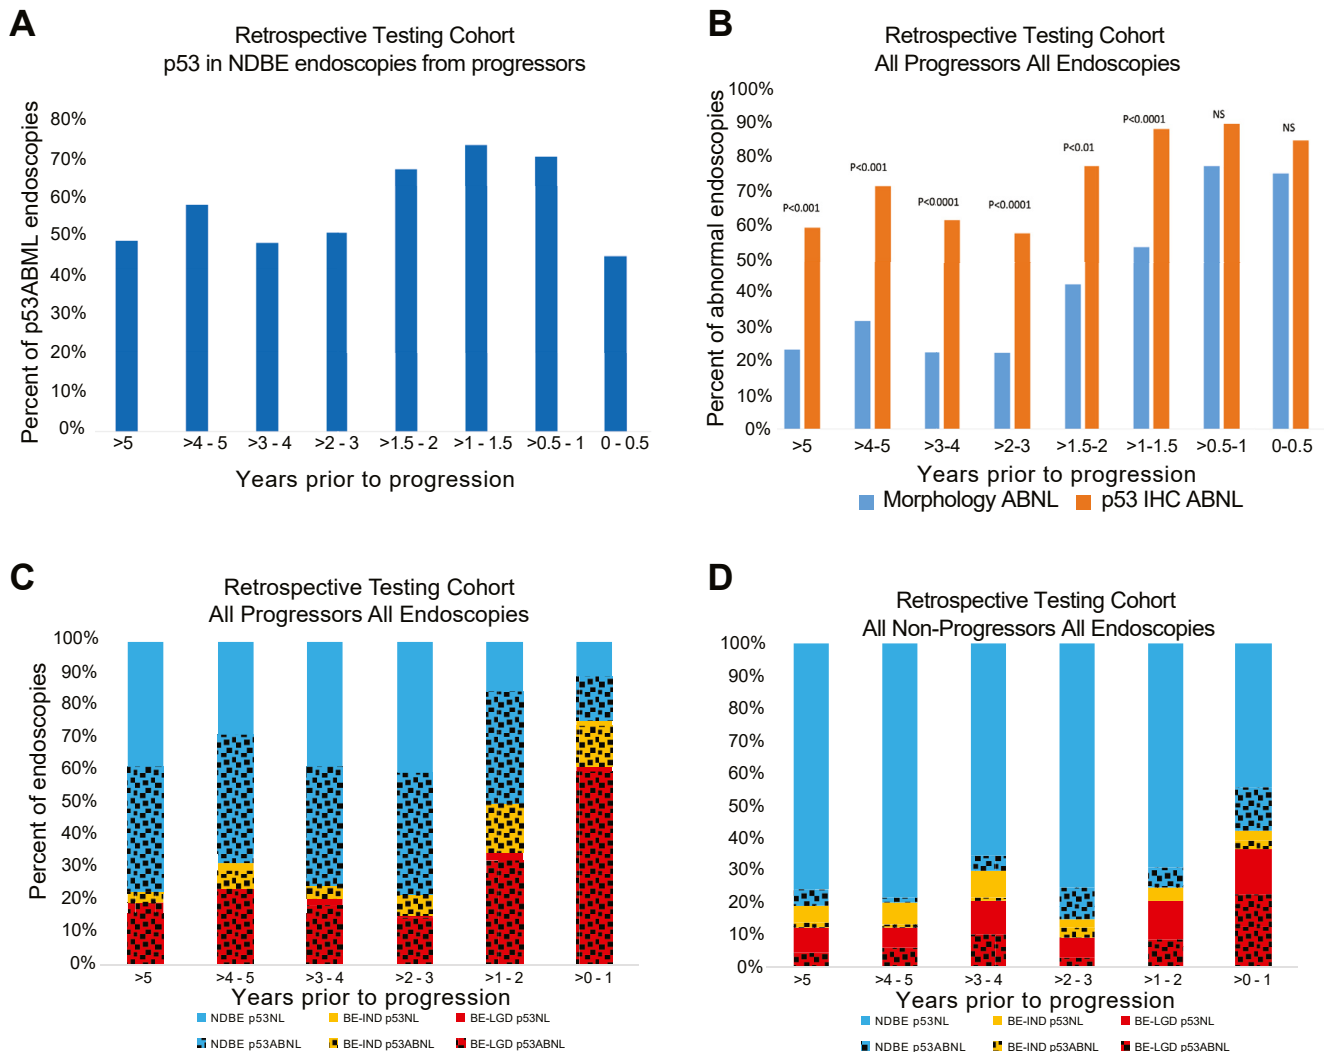 A
Retrospective Testing Cohort
p53 in NDBE endoscopies from progressors
Percent of p53ABML endoscopies
80%
70%
60%
50%
40%
30%
20%
10%
0%
>5 >4 - 5 >3 - 4 >2 - 3 >1.5 - 2 >1 - 1.5 >0.5 - 1 0 - 0.5
Years prior to progression
B
Retrospective Testing Cohort
All Progressors All Endoscopies
Percent of abnormal endoscopies
100%
90%
80%
70%
60%
50%
40%
30%
20%
10%
0%
P<0.001 P<0.001 P<0.0001 P<0.0001 P<0.01 P<0.0001 NS NS
>5 >4-5 >3-4 >2-3 >1.5-2 >1-1.5 >0.5-1 0-0.5
Years prior to progression
Morphology ABNL p53 IHC ABNL
C
Retrospective Testing Cohort
All Progressors All Endoscopies
Percent of endoscopies
100%
90%
80%
70%
60%
50%
40%
30%
20%
10%
0%
>5 >4 - 5 >3 - 4 >2 - 3 >1 - 2 >0 - 1
Years prior to progression
NDBE p53NL BE-IND p53NL BE-LGD p53NL
NDBE p53ABNL BE-IND p53ABNL BE-LGD p53ABNL
D
Retrospective Testing Cohort
All Non-Progressors All Endoscopies
100%
90%
80%
70%
60%
50%
40%
30%
20%
10%
0%
>5 >4 - 5 >3 - 4 >2 - 3 >1 - 2 >0 - 1
Years prior to progression
NDBE p53NL BE-IND p53NL BE-LGD p53NL
NDBE p53ABNL BE-IND p53ABNL BE-LGD p53ABNL